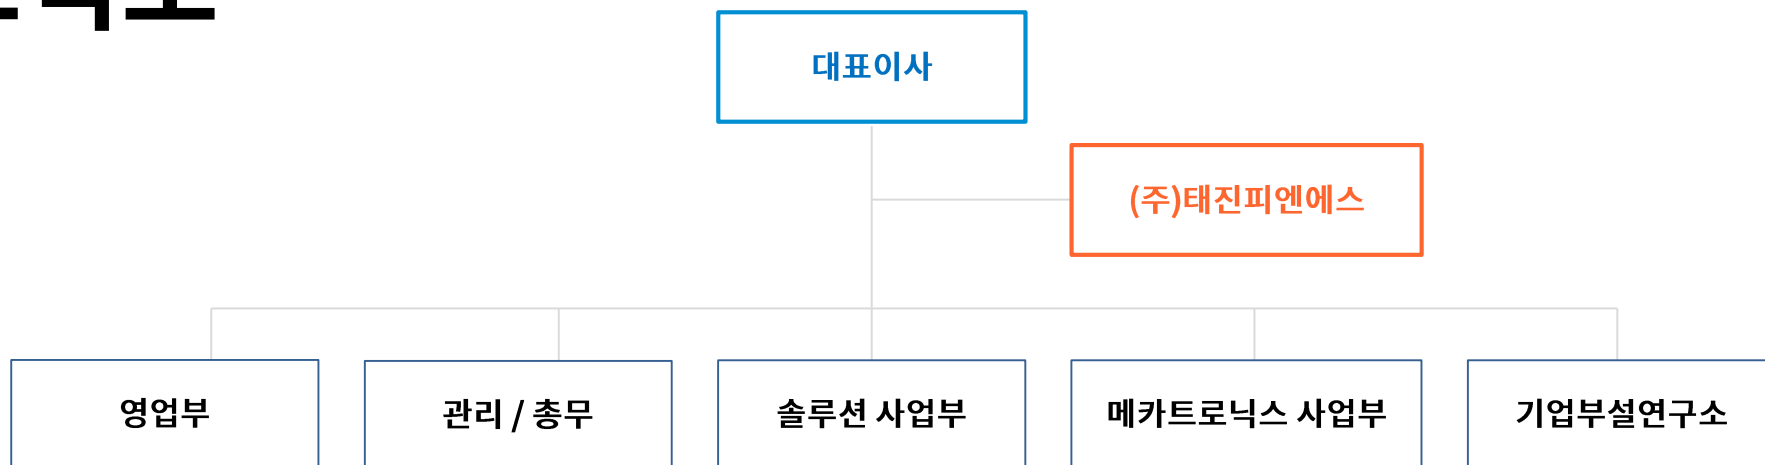 대표이사
(주)태진피엔에스
영업부
관리 / 총무
솔루션 사업부
메카트로닉스 사업부
기업부설연구소